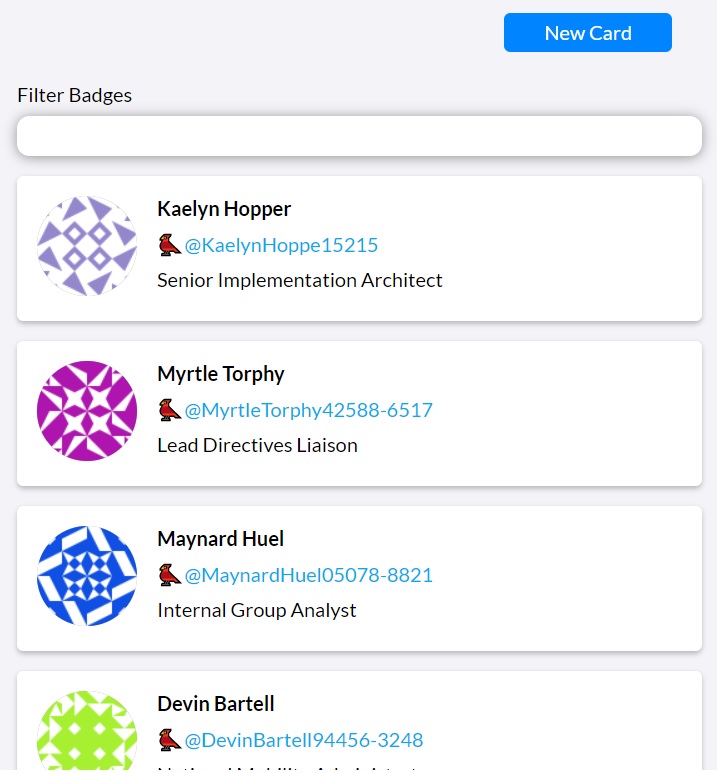 New Card
Filter Badges
Kaelyn Hopper
@KaelynHoppe15215
Senior Implementation Architect
Myrtle Torphy
@MyrtleTorphy42588-6517
Lead Directives Liaison
Maynard Huel
@MaynardHuel05078-8821
Internal Group Analyst
Devin Bartell
@DevinBartell94456-3248